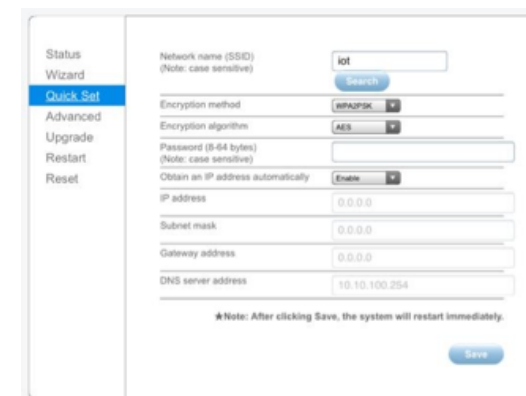 Status
Wizard
Quick Set
Advanced
Upgrade
Restart
Reset
Network name (SSID)
(Note: case sensitive)
iot
Search
Encryption method
WPA2PSK
Encryption algorithm
AES
Password (8-64 bytes)
(Note: case sensitive)
Obtain an IP address automatically
Enable
IP address
0.0.0.0
Subnet mask
0.0.0.0
Gateway address
0.0.0.0
DNS server address
10.10.100.254
★Note: After clicking Save, the system will restart immediately.
Save